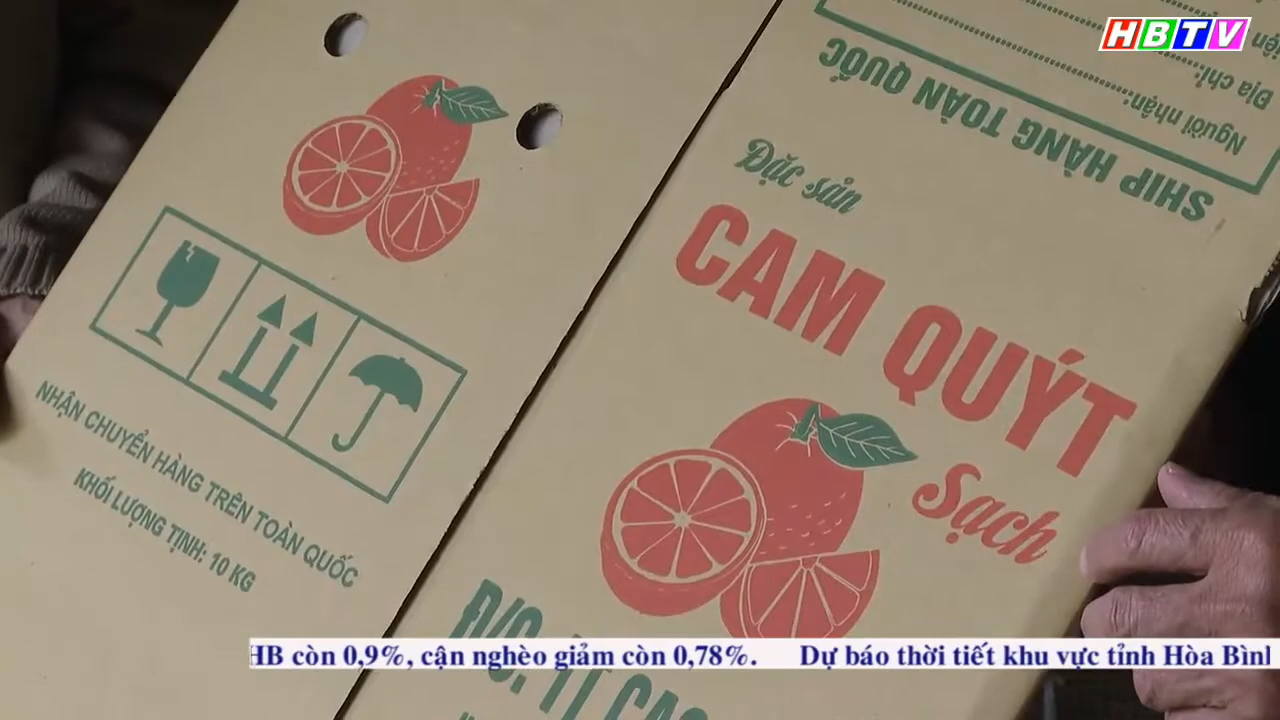 HBTV
SHIP HÀNG TOÀN QUỐC
Người nhận:
Địa chỉ:
Đặc sản
CAM QUÝT
Sạch
NHẬN CHUYỂN HÀNG TRÊN TOÀN QUỐC
KHỐI LƯỢNG TỊNH: 10 KG
Đ/C: TT CAO
HB còn 0,9%, cận nghèo giảm còn 0,78%. Dự báo thời tiết khu vực tỉnh Hòa Bình